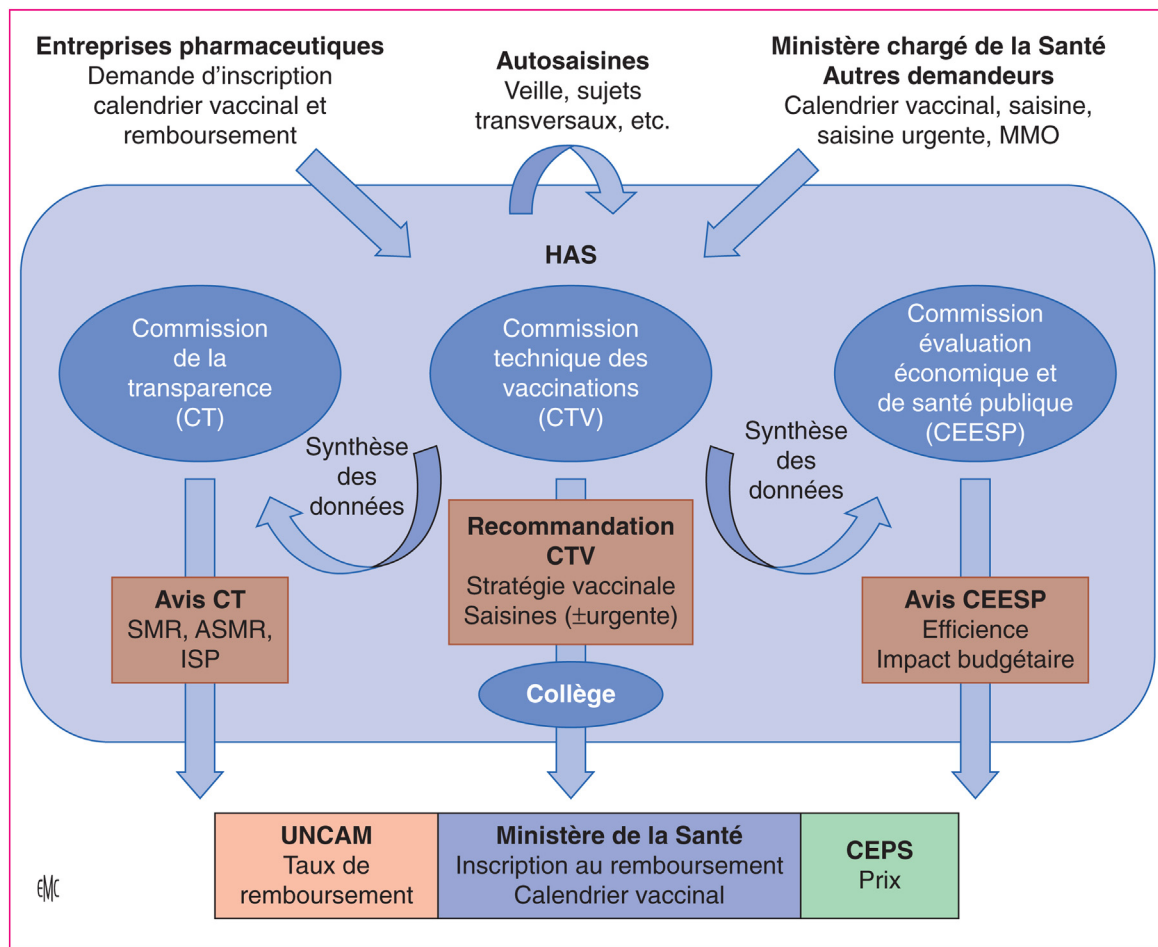 Entreprises pharmaceutiques
Demande d’inscription
calendrier vaccinal et
remboursement
Autosaisines
Veille, sujets
transversaux, etc.
Ministère chargé de la Santé
Autres demandeurs
Calendrier vaccinal, saisine,
saisine urgente, MMO
HAS
Commission
de la
transparence
(CT)
Commission
technique des
vaccinations
(CTV)
Commission
évaluation
économique et
de santé publique
(CEESP)
Synthèse
des
données
Synthèse
des
données
Avis CT
SMR, ASMR,
ISP
Recommandation
CTV
Stratégie vaccinale
Saisines (±urgente)
Avis CEESP
Efficience
Impact budgétaire
Collège
UNCAM
Taux de
remboursement
Ministère de la Santé
Inscription au remboursement
Calendrier vaccinal
CEPS
Prix
EMC